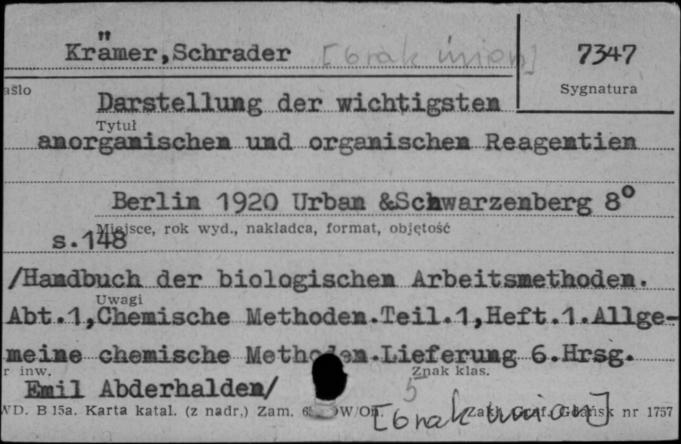 Krämer,Schrader [brak imion] 7347
asło Sygnatura
Darstellung der wichtigsten
Tytuł
anorganischen und organischen Reagentien
Berlin 1920 Urban &Schwarzenberg 8°
Miejsce, rok wyd., nakładca, format, objętość
s.148
/Handbuch der biologischen Arbeitsmethoden.
Uwagi
Abt.1,Chemische Methoden.Teil.1,Heft.1.Allge-
meine chemische Methoden.Lieferung 6.Hrsg.
r inw. Znak klas.
Emil Abderhalden/ 5
WD. B 15a. Karta katal. (z nadr,) Zam. W/Op. [brak imion] Zakł. Graf. Gdańsk nr 1757